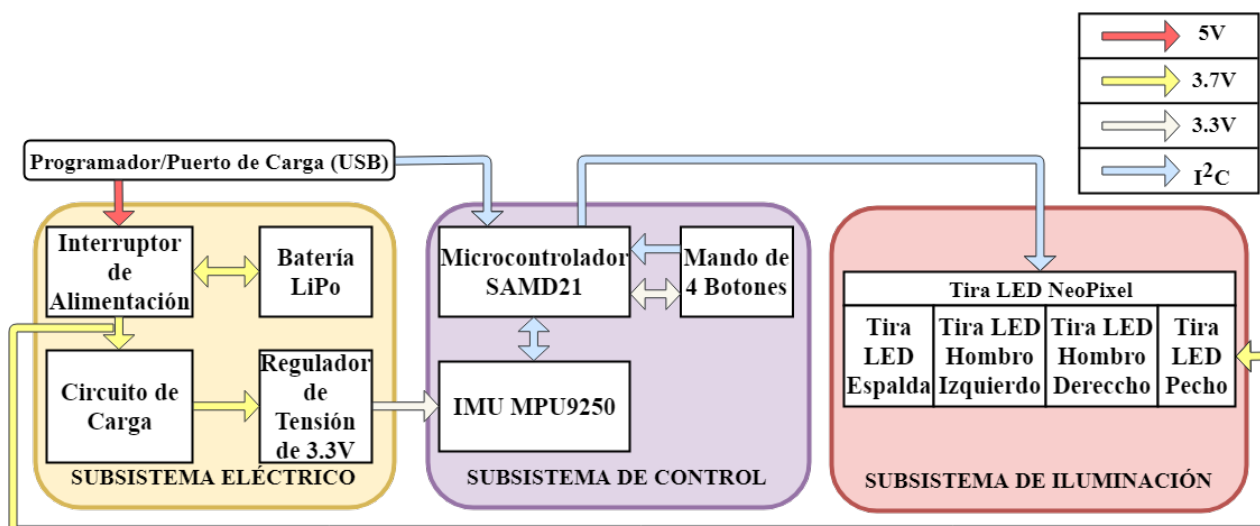 5V
3.7V
3.3V
I²C
Programador/Puerto de Carga (USB)
Interruptor
de
Alimentación
Batería
LiPo
Circuito de
Carga
Regulador
de
Tensión
de 3.3V
SUBSISTEMA ELÉCTRICO
Microcontrolador
SAMD21
Mando de
4 Botones
IMU MPU9250
SUBSISTEMA DE CONTROL
Tira LED NeoPixel
Tira
LED
Espalda
Tira LED
Hombro
Izquierdo
Tira LED
Hombro
Dereccho
Tira
LED
Pecho
SUBSISTEMA DE ILUMINACIÓN